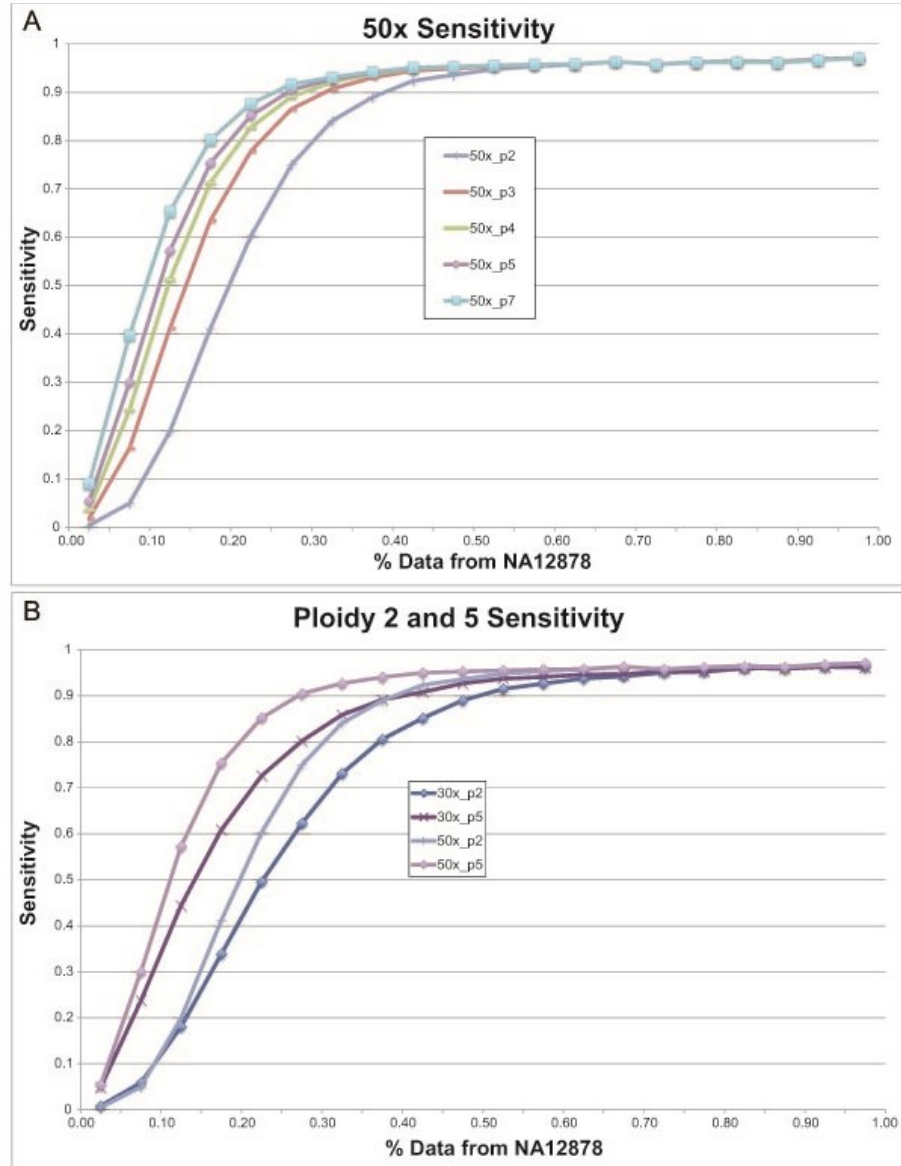 A
50x Sensitivity
1
0.9
0.8
0.7
0.6
0.5
0.4
0.3
0.2
0.1
0
Sensitivity
50x_p2
50x_p3
50x_p4
50x_p5
50x_p7
0.00 0.10 0.20 0.30 0.40 0.50 0.60 0.70 0.80 0.90 1.00
% Data from NA12878
B
Ploidy 2 and 5 Sensitivity
1
0.9
0.8
0.7
0.6
0.5
0.4
0.3
0.2
0.1
0
Sensitivity
30x_p2
30x_p5
50x_p2
50x_p5
0.00 0.10 0.20 0.30 0.40 0.50 0.60 0.70 0.80 0.90 1.00
% Data from NA12878